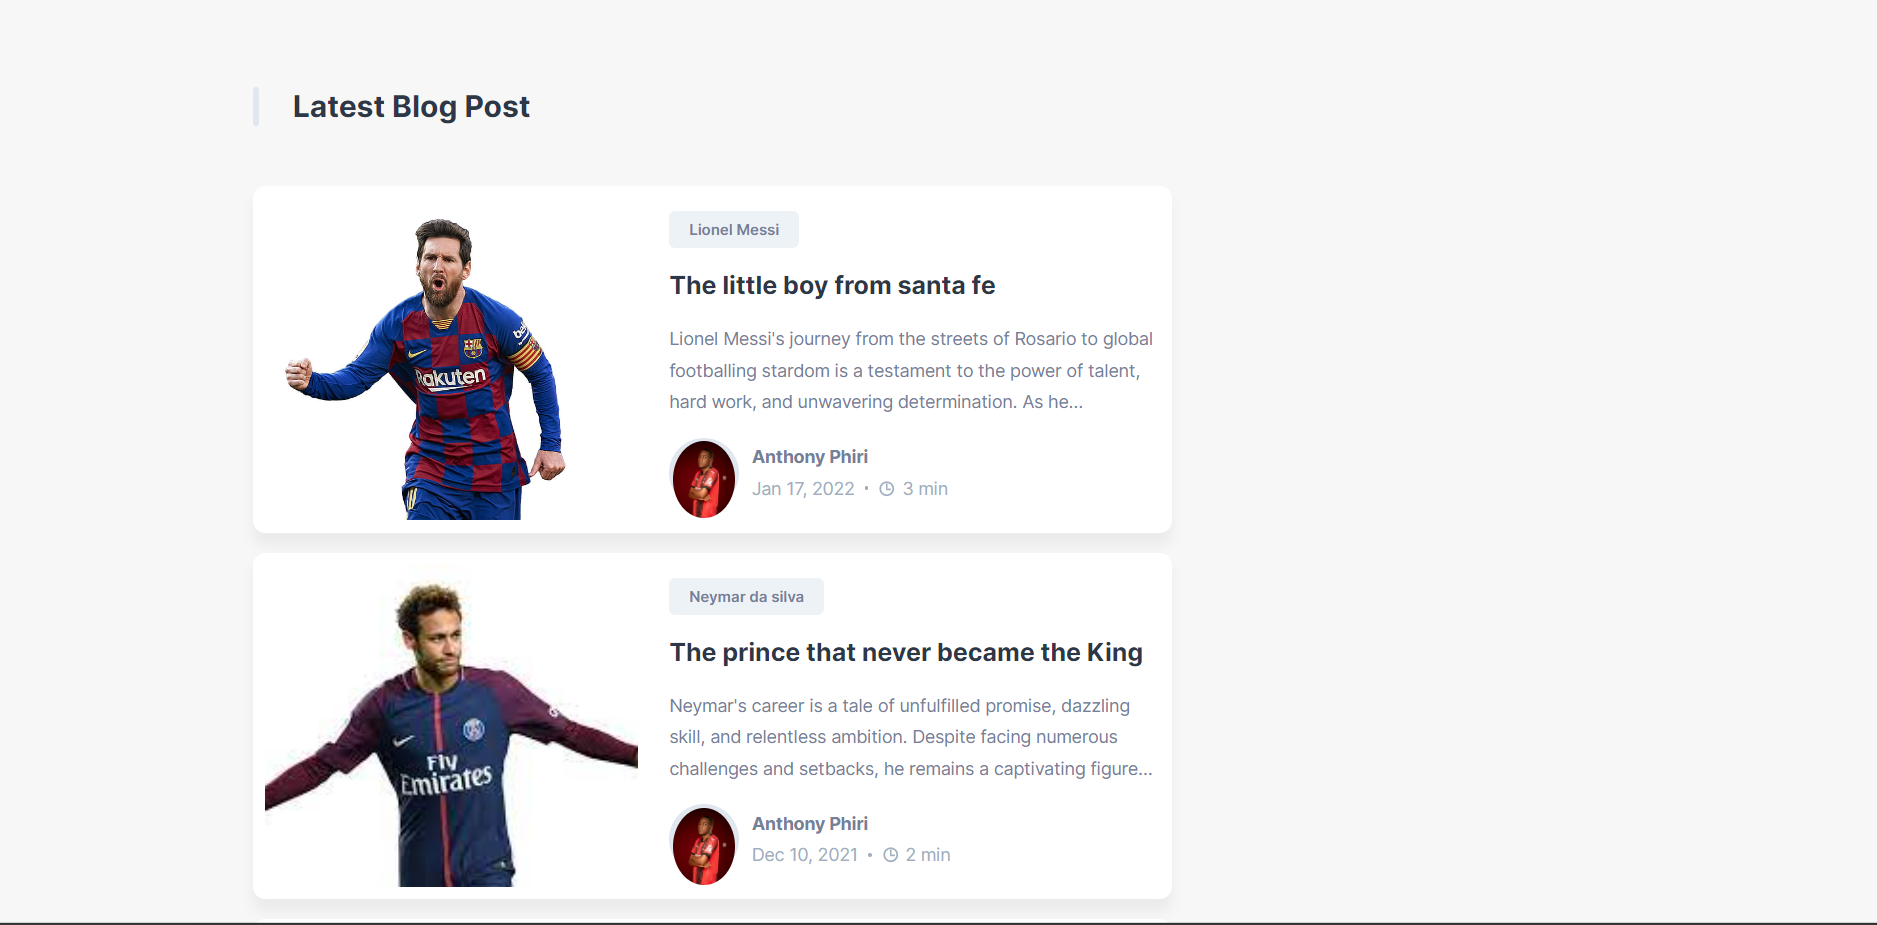 Latest Blog Post
Lionel Messi
The little boy from santa fe
Lionel Messi's journey from the streets of Rosario to global
footballing stardom is a testament to the power of talent,
hard work, and unwavering determination. As he...
Rakuten
Anthony Phiri
Jan 17, 2022 • 3 min
Neymar da silva
The prince that never became the King
Neymar's career is a tale of unfulfilled promise, dazzling
skill, and relentless ambition. Despite facing numerous
challenges and setbacks, he remains a captivating figure...
Fly
Emirates
Anthony Phiri
Dec 10, 2021 • 2 min